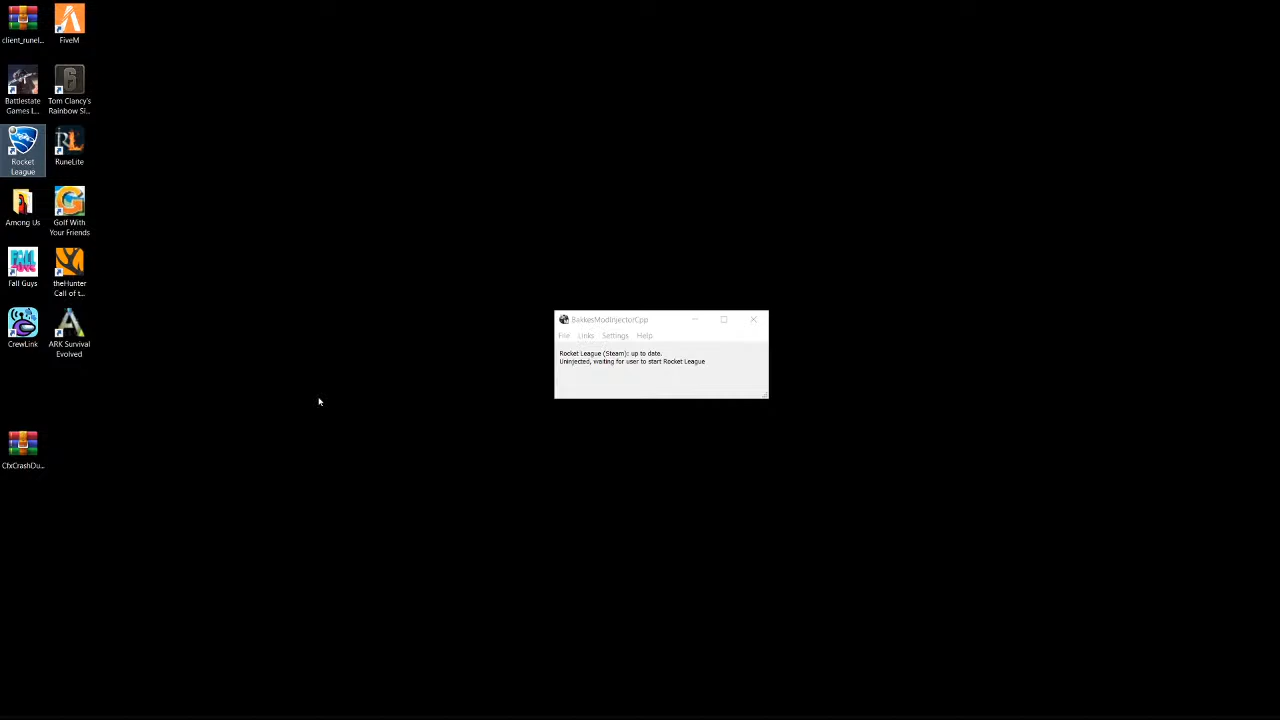 client_runel...
FiveM
Battlestate
Games L...
Tom Clancy's
Rainbow Si...
Rocket
League
RuneLite
Among Us
Golf With
Your Friends
Fall Guys
theHunter
Call of t...
CrewLink
ARK Survival
Evolved
CfxCrashDu...
BakkesModInjectorCpp
File Links Settings Help
Rocket League (Steam): up to date.
Uninjected, waiting for user to start Rocket League